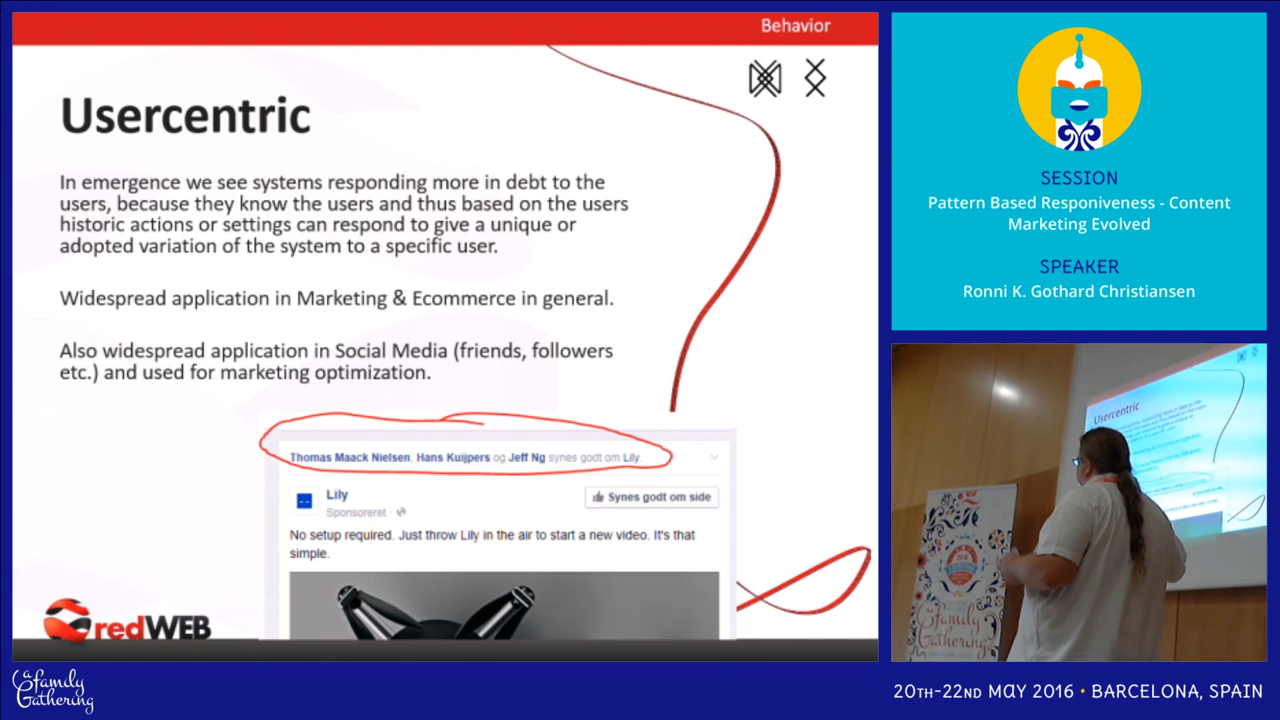 Behavior
Usercentric
In emergence we see systems responding more in debt to the
users, because they know the users and thus based on the users
historic actions or settings can respond to give a unique or
adopted variation of the system to a specific user.
Widespread application in Marketing & Ecommerce in general.
Also widespread application in Social Media (friends, followers
etc.) and used for marketing optimization.
Thomas Maack Nielsen, Hans Kuijpers og Jeff Ng synes godt om Lily.
Lily
Sponsoreret ·
Synes godt om side
No setup required. Just throw Lily in the air to start a new video. It's that
simple.
redWEB
SESSION
Pattern Based Responiveness - Content
Marketing Evolved
SPEAKER
Ronni K. Gothard Christiansen
Usercentric
a family
Gathering
a family
Gathering
20TH-22ND MAY 2016 • BARCELONA, SPAIN